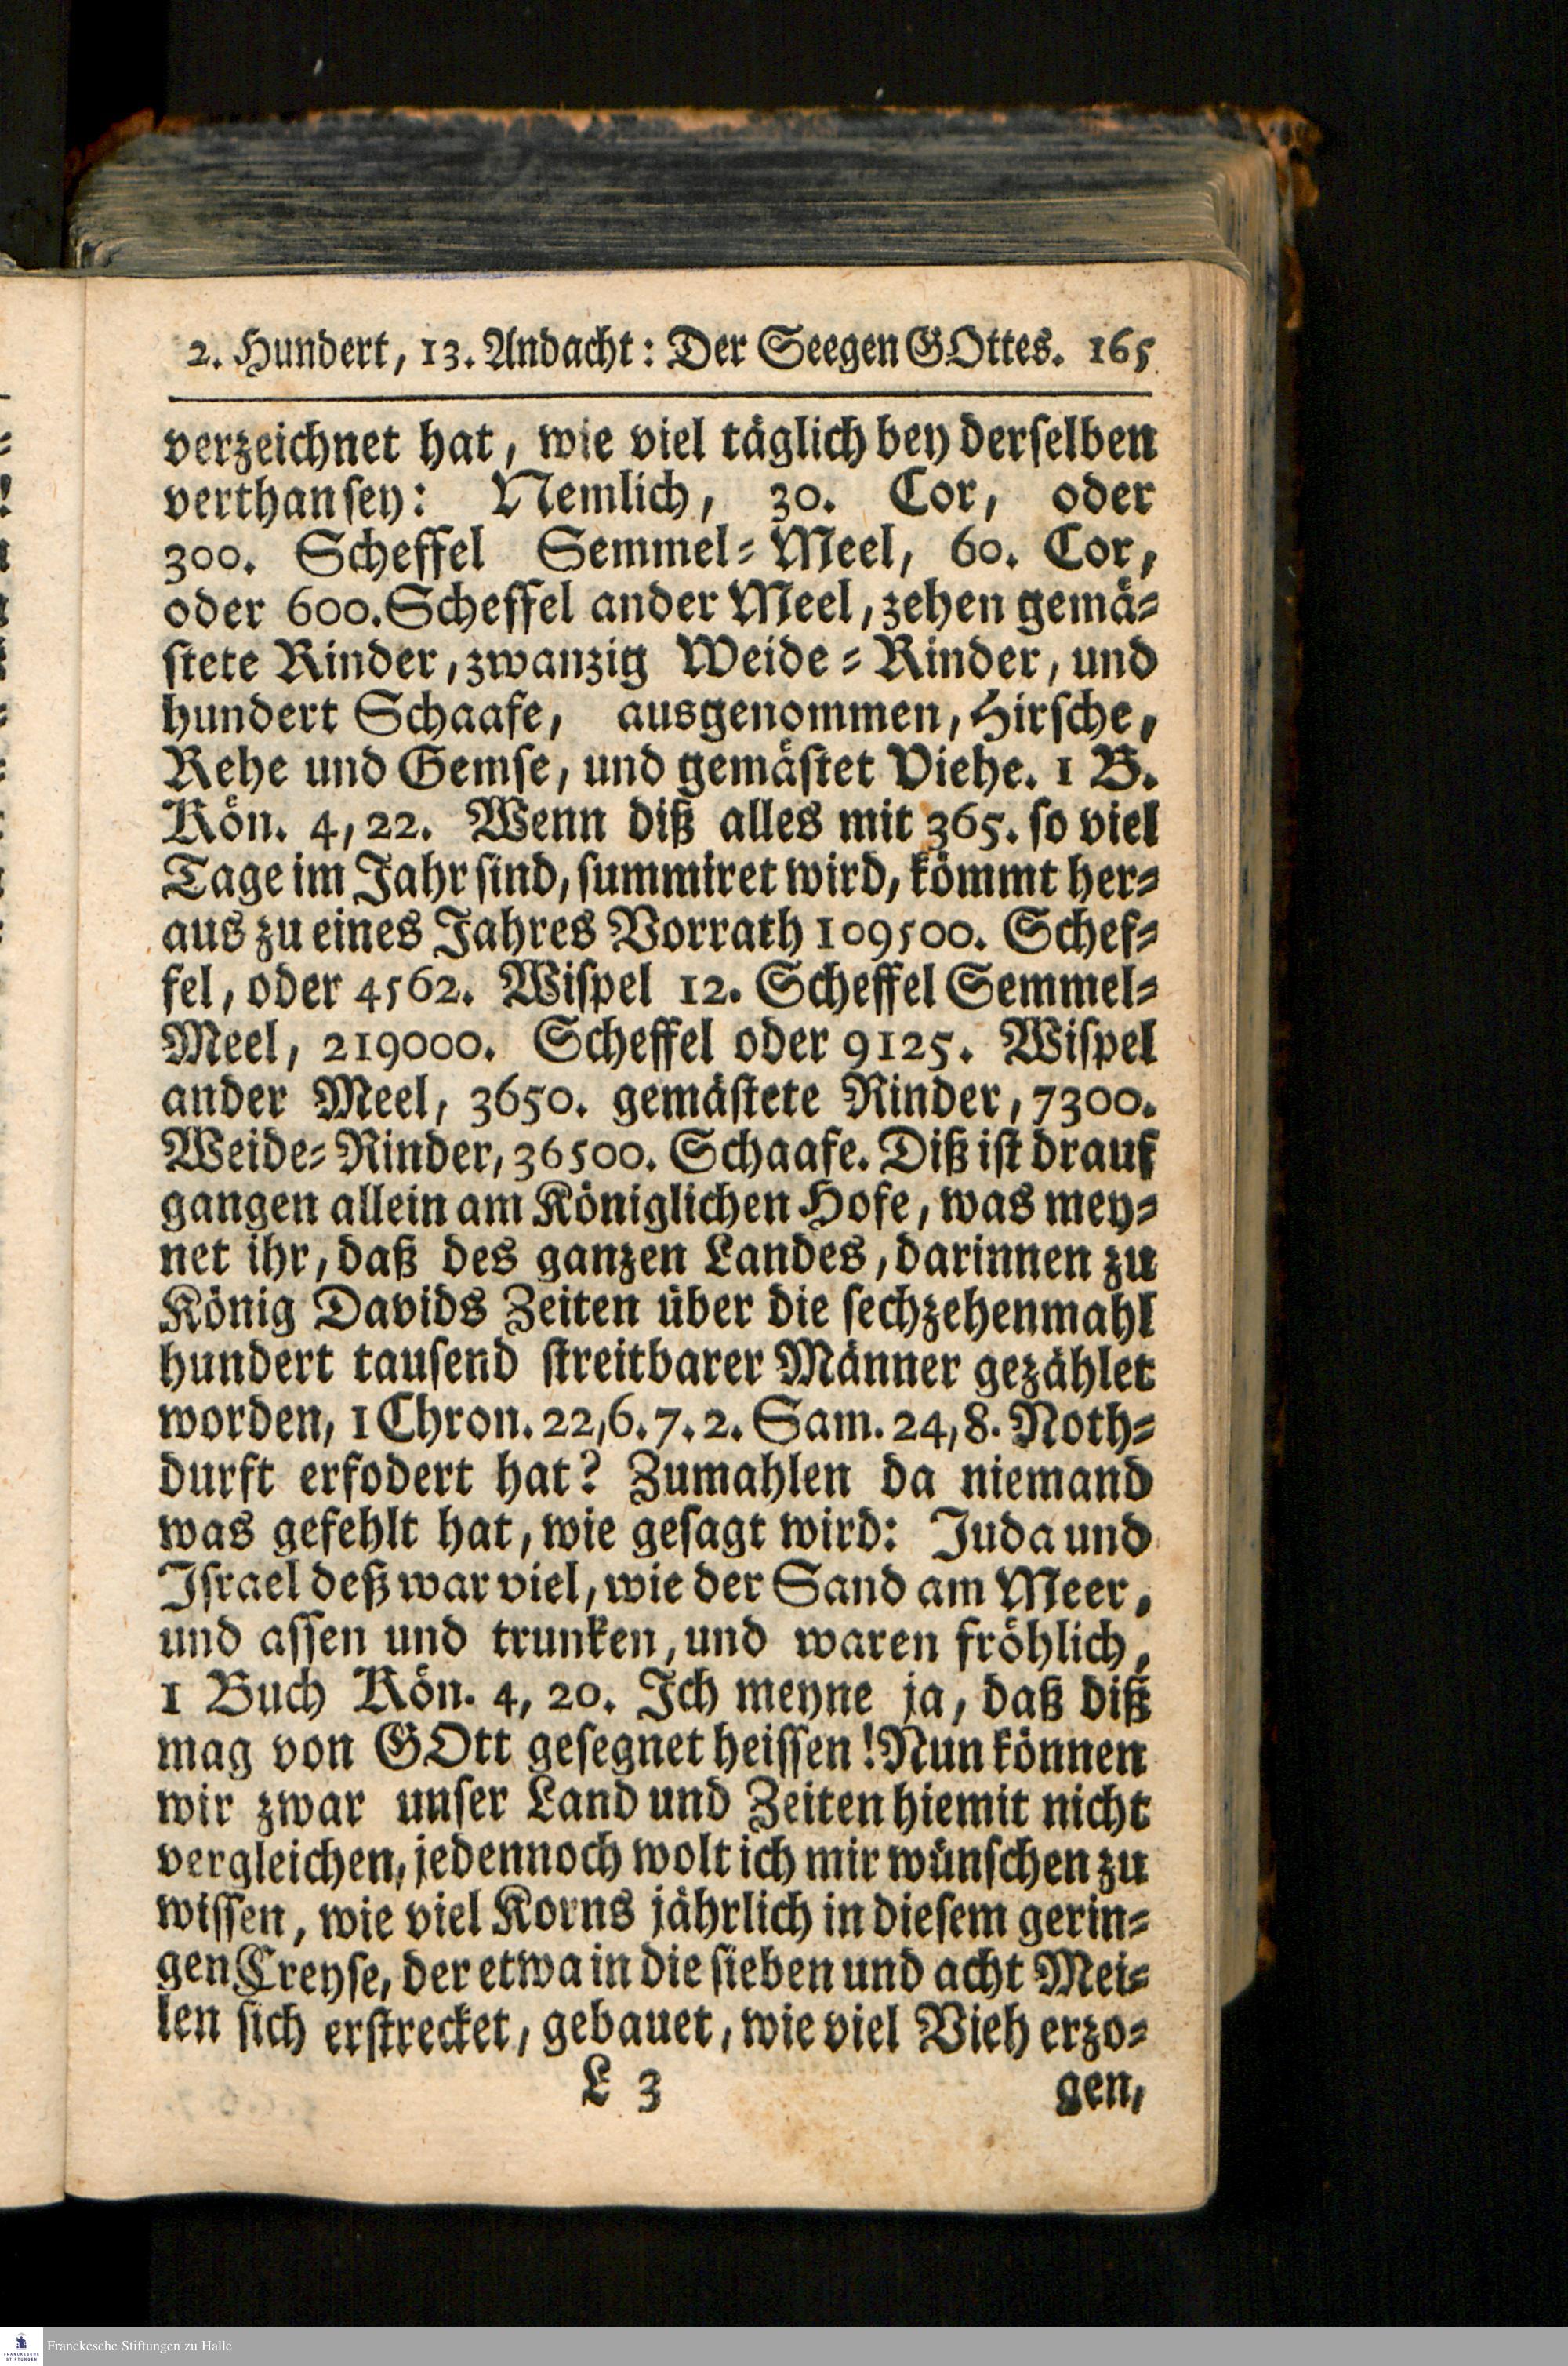 2. Hundert, 13. Andacht: Der Seegen GOttes. 165
verzeichnet hat, wie viel täglich bey derselben
verthan sey: Nemlich, 30. Cor, oder
300. Scheffel Semmel-Meel, 60. Cor,
oder 600. Scheffel ander Meel, zehen gemä-
stete Rinder, zwanzig Weide-Rinder, und
hundert Schaafe, ausgenommen, Hirsche,
Rehe und Gemse, und gemästet Viehe. 1 B.
Kön. 4, 22. Wenn diß alles mit 365. so viel
Tage im Jahr sind, summiret wird, kömmt her-
aus zu eines Jahres Vorrath 109500. Schef-
fel, oder 4562. Wispel 12. Scheffel Semmel-
Meel, 219000. Scheffel oder 9125. Wispel
ander Meel, 3650. gemästete Rinder, 7300.
Weide-Rinder, 36500. Schaafe. Diß ist drauf
gangen allein am Königlichen Hofe, was mey-
net ihr, daß des ganzen Landes, darinnen zu
König Davids Zeiten über die sechzehenmahl
hundert tausend streitbarer Männer gezählet
worden, 1 Chron. 22, 6. 7. 2. Sam. 24, 8. Noth-
durft erfodert hat? Zumahlen da niemand
was gefehlt hat, wie gesagt wird: Juda und
Israel deß war viel, wie der Sand am Meer,
und assen und trunken, und waren fröhlich,
1 Buch Kön. 4, 20. Ich meyne ja, daß diß
mag von GOtt gesegnet heissen! Nun können
wir zwar unser Land und Zeiten hiemit nicht
vergleichen, jedennoch wolt ich mir wünschen zu
wissen, wie viel Korns jährlich in diesem gerin-
gen Creyse, der etwa in die sieben und acht Mei-
len sich erstrecket, gebauet, wie viel Vieh erzo-
L 3 gen,
Franckesche Stiftungen zu Halle